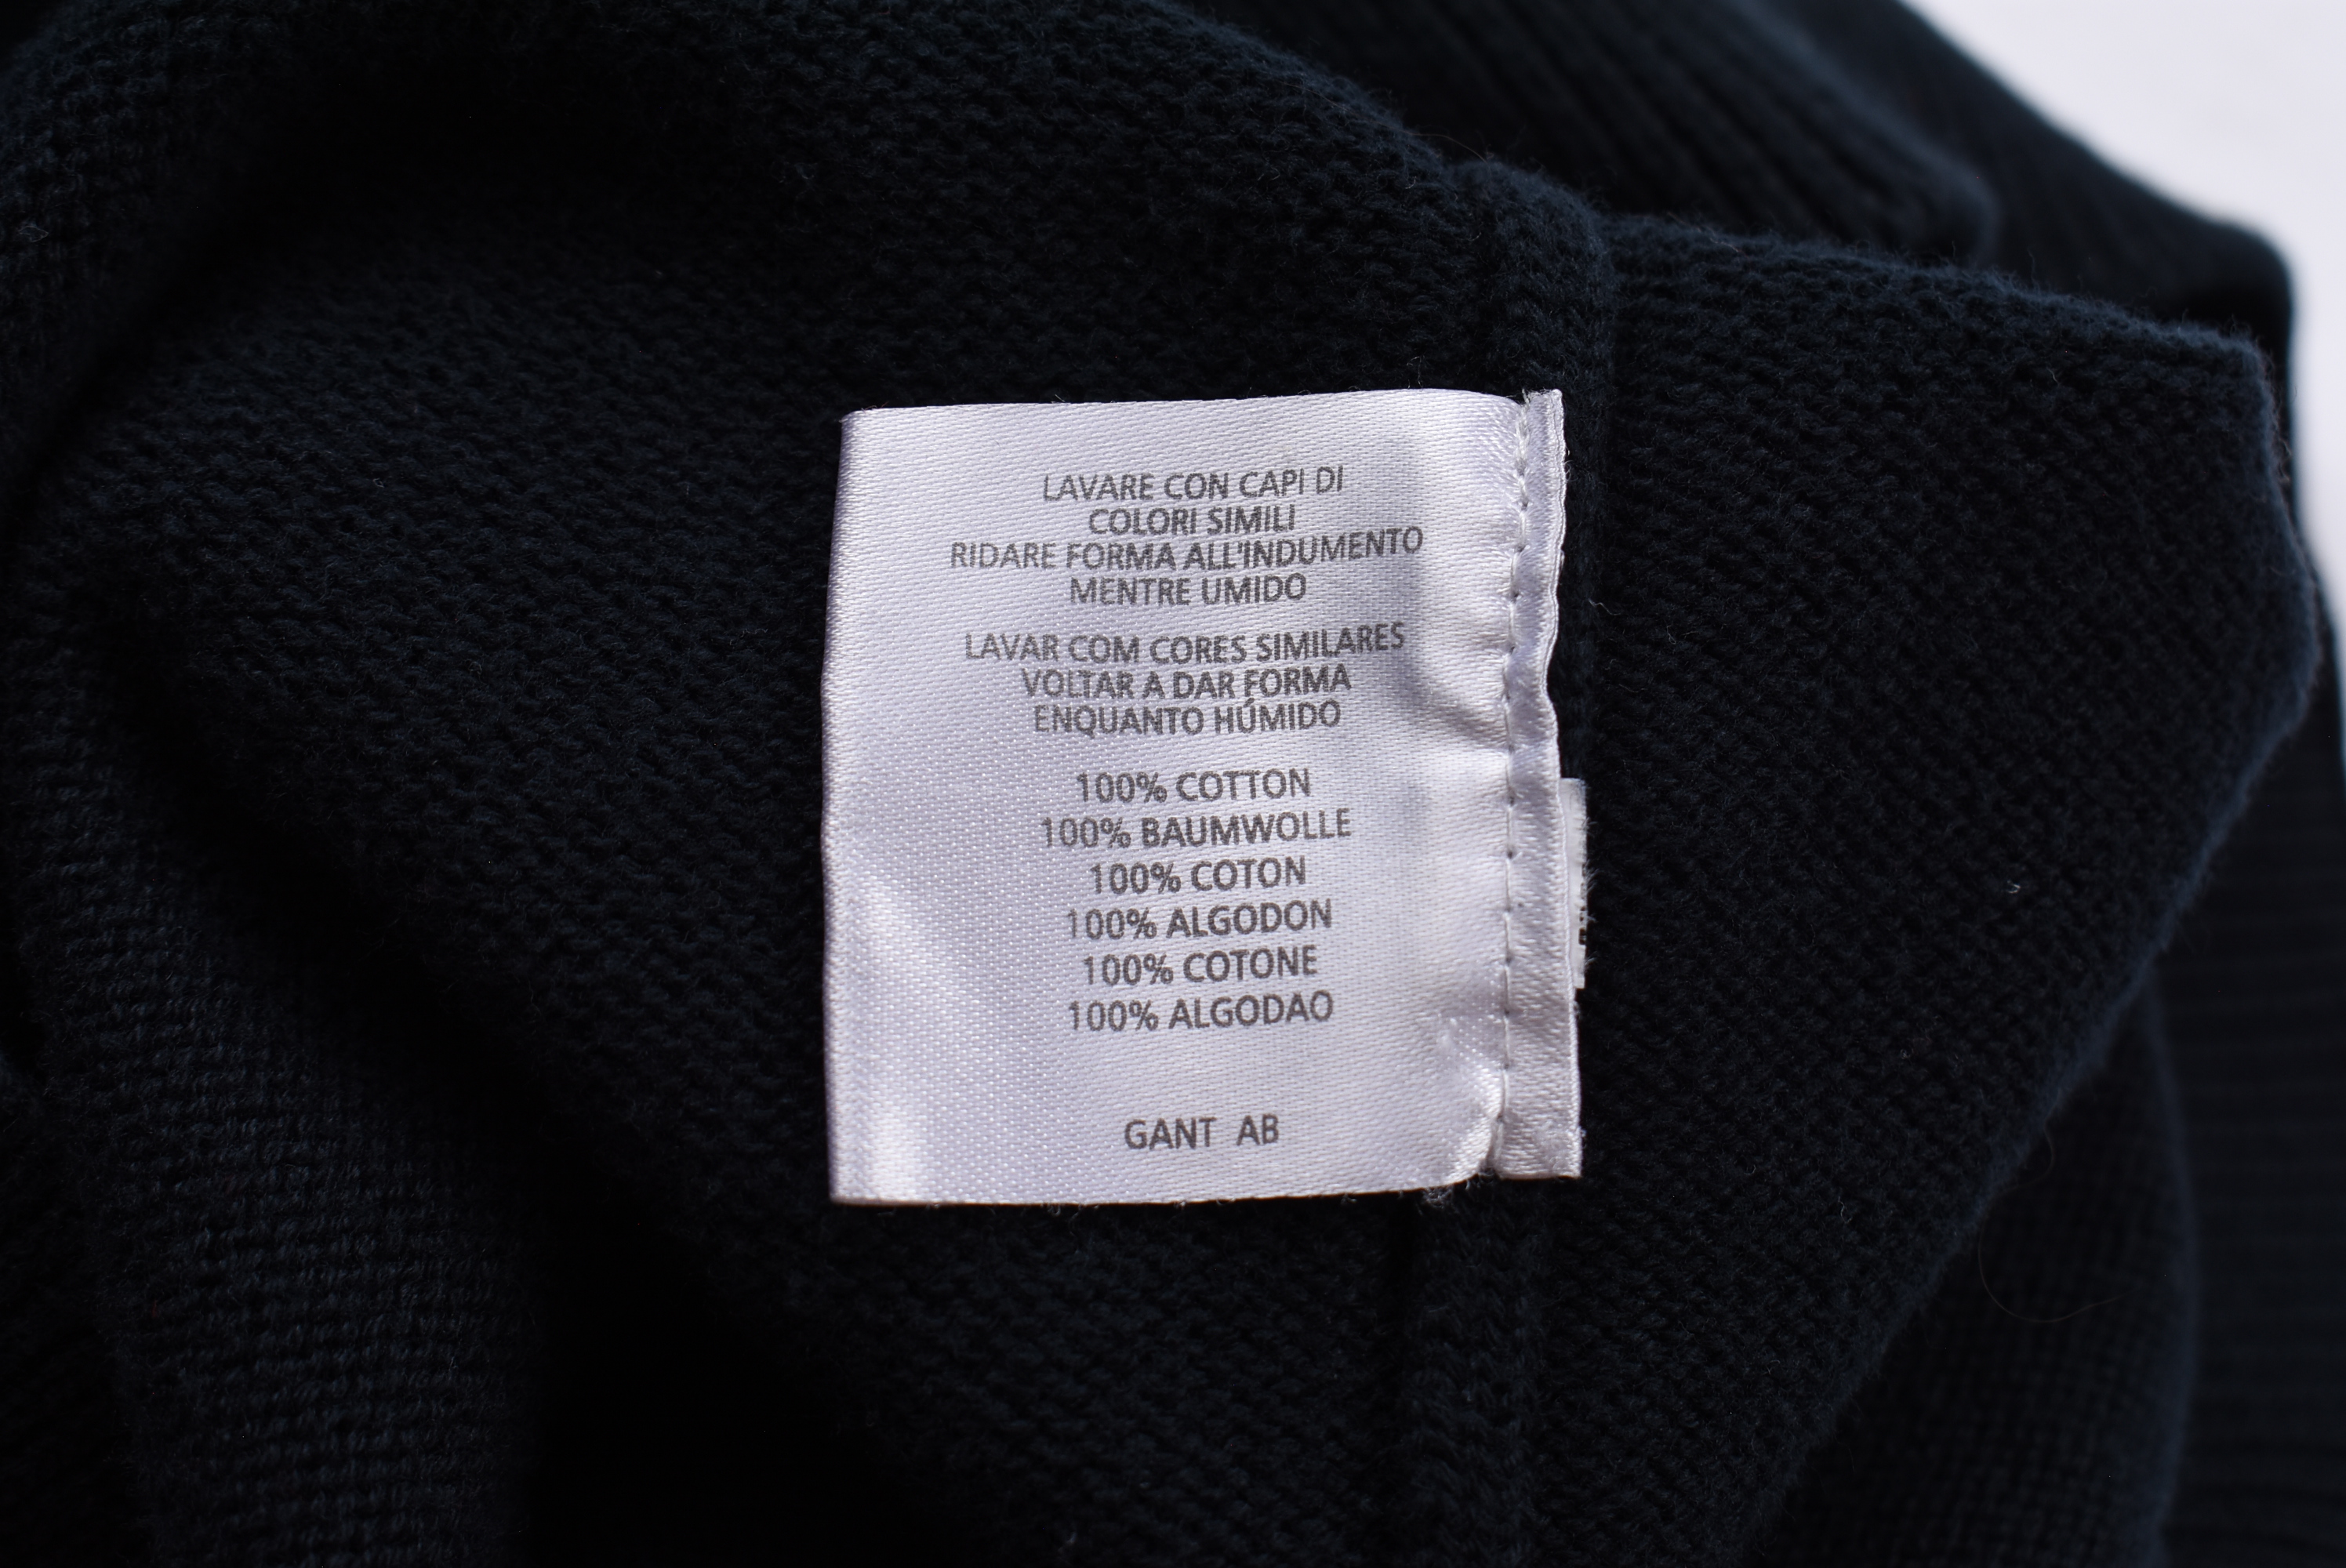 LAVARE CON CAPI DI
COLORI SIMILI
RIDARE FORMA ALL'INDUMENTO
MENTRE UMIDO
LAVAR COM CORES SIMILARES
VOLTAR A DAR FORMA
ENQUANTO HÚMIDO
100% COTTON
100% BAUMWOLLE
100% COTON
100% ALGODON
100% COTONE
100% ALGODAO
GANT AB